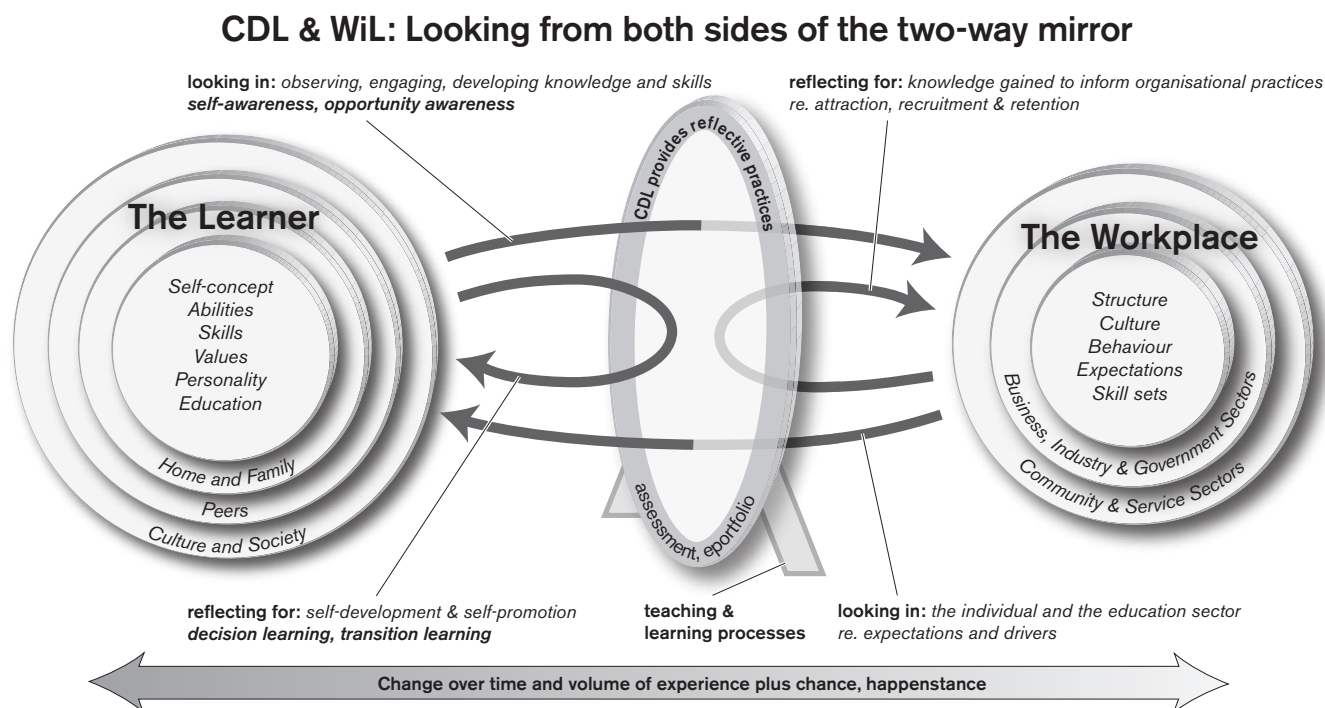 CDL & WiL: Looking from both sides of the two-way mirror
looking in: observing, engaging, developing knowledge and skills
self-awareness, opportunity awareness
reflecting for: knowledge gained to inform organisational practices
re. attraction, recruitment & retention
The Learner
Self-concept
Abilities
Skills
Values
Personality
Education
Home and Family
Peers
Culture and Society
CDL provides reflective practices
assessment, eportfolio
The Workplace
Structure
Culture
Behaviour
Expectations
Skill sets
Business, Industry & Government Sectors
Community & Service Sectors
reflecting for: self-development & self-promotion
decision learning, transition learning
teaching &
learning processes
looking in: the individual and the education sector
re. expectations and drivers
Change over time and volume of experience plus chance, happenstance